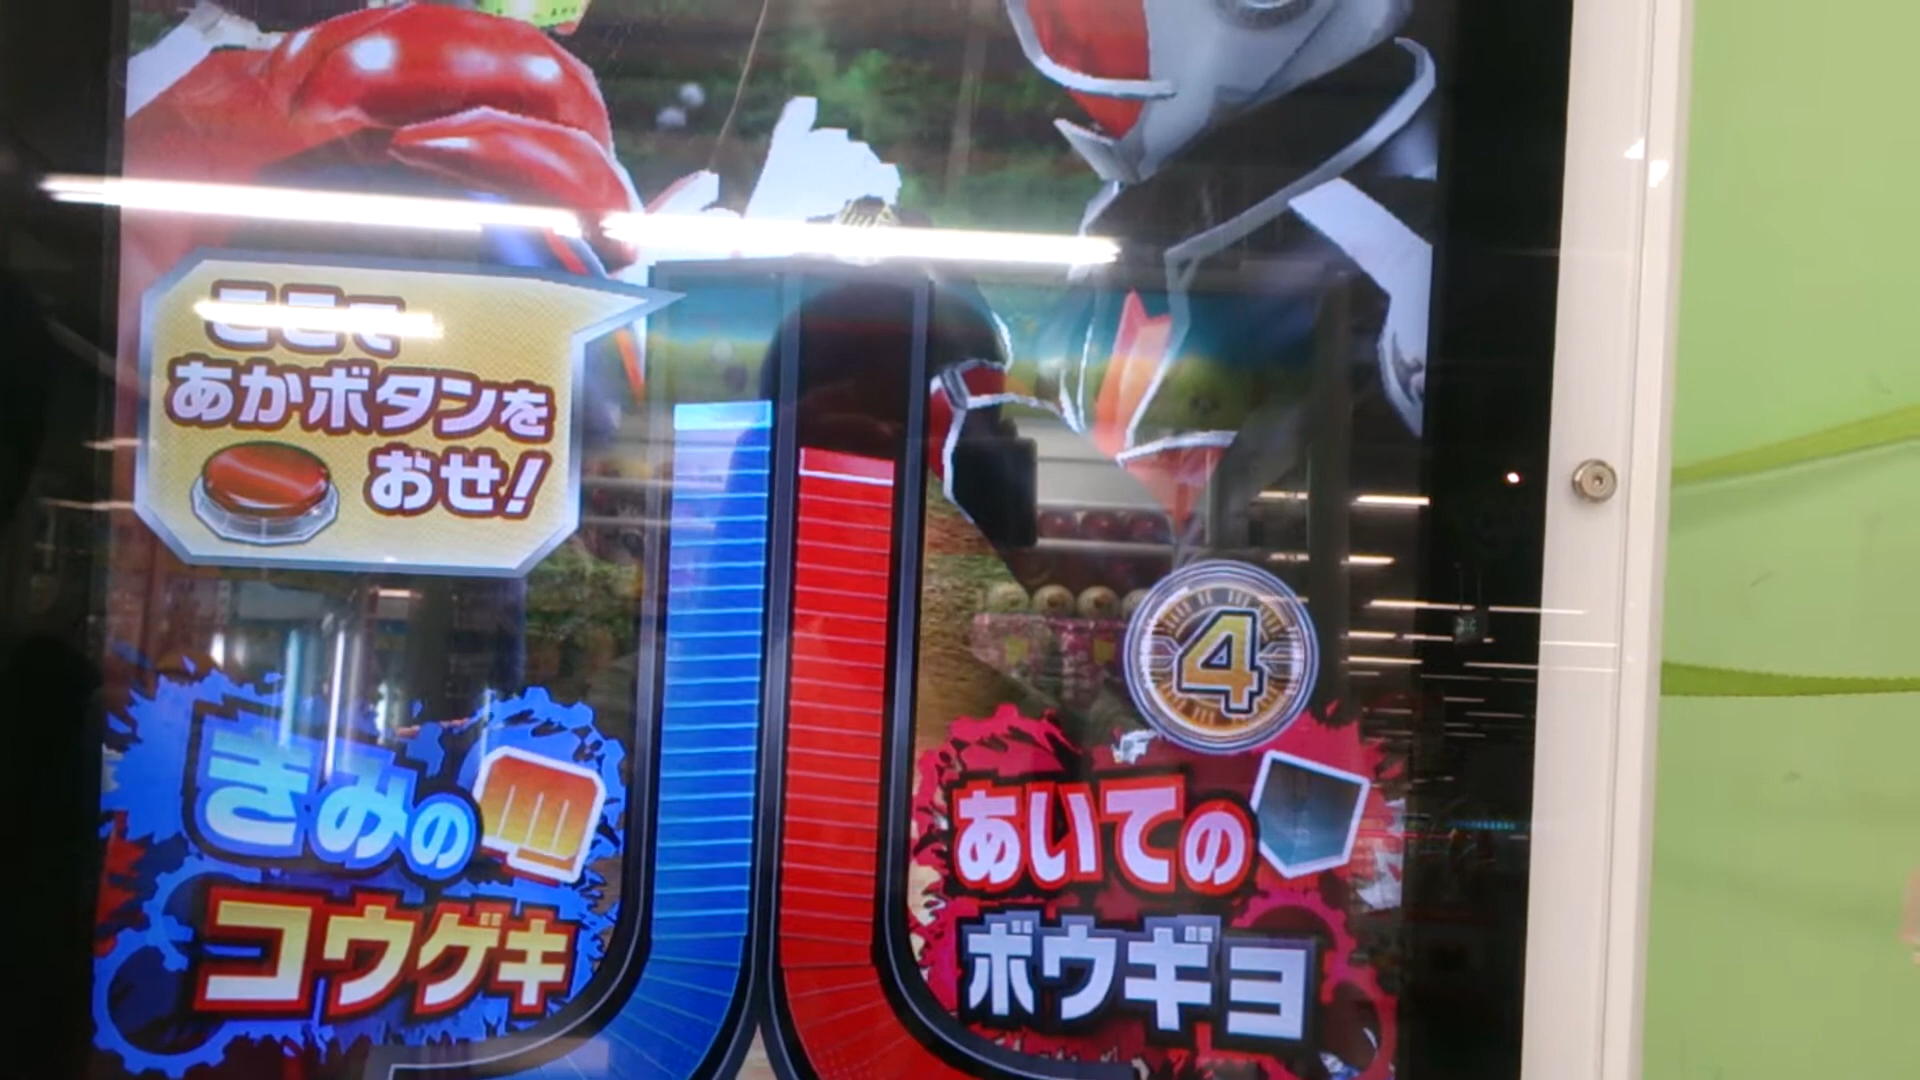 ここで
あかボタンを
おせ!
4
きみの
コウゲキ
あいての
ボウギョ